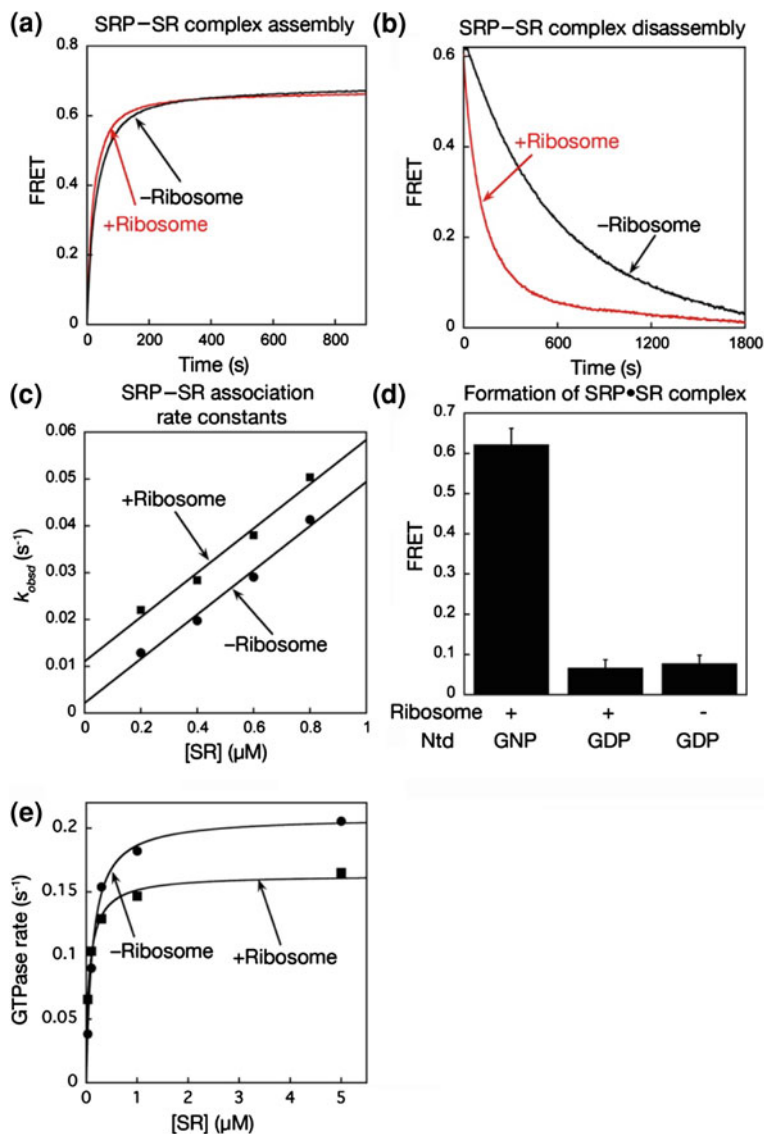 (a) SRP–SR complex assembly
0.8
0.6
0.4
0.2
0
FRET
–Ribosome
+Ribosome
0 200 400 600 800
Time (s)
(b) SRP–SR complex disassembly
0.6
0.4
0.2
0
FRET
+Ribosome
–Ribosome
0 600 1200 1800
Time (s)
(c) SRP–SR association
rate constants
0.06
0.05
0.04
0.03
0.02
0.01
0
kobsd (s-1)
+Ribosome
–Ribosome
0 0.2 0.4 0.6 0.8 1
[SR] (µM)
(d) Formation of SRP•SR complex
0.7
0.6
0.5
0.4
0.3
0.2
0.1
0
FRET
Ribosome + + -
Ntd GNP GDP GDP
(e)
0.2
0.15
0.1
0.05
0
GTPase rate (s-1)
–Ribosome
+Ribosome
0 1 2 3 4 5
[SR] (µM)